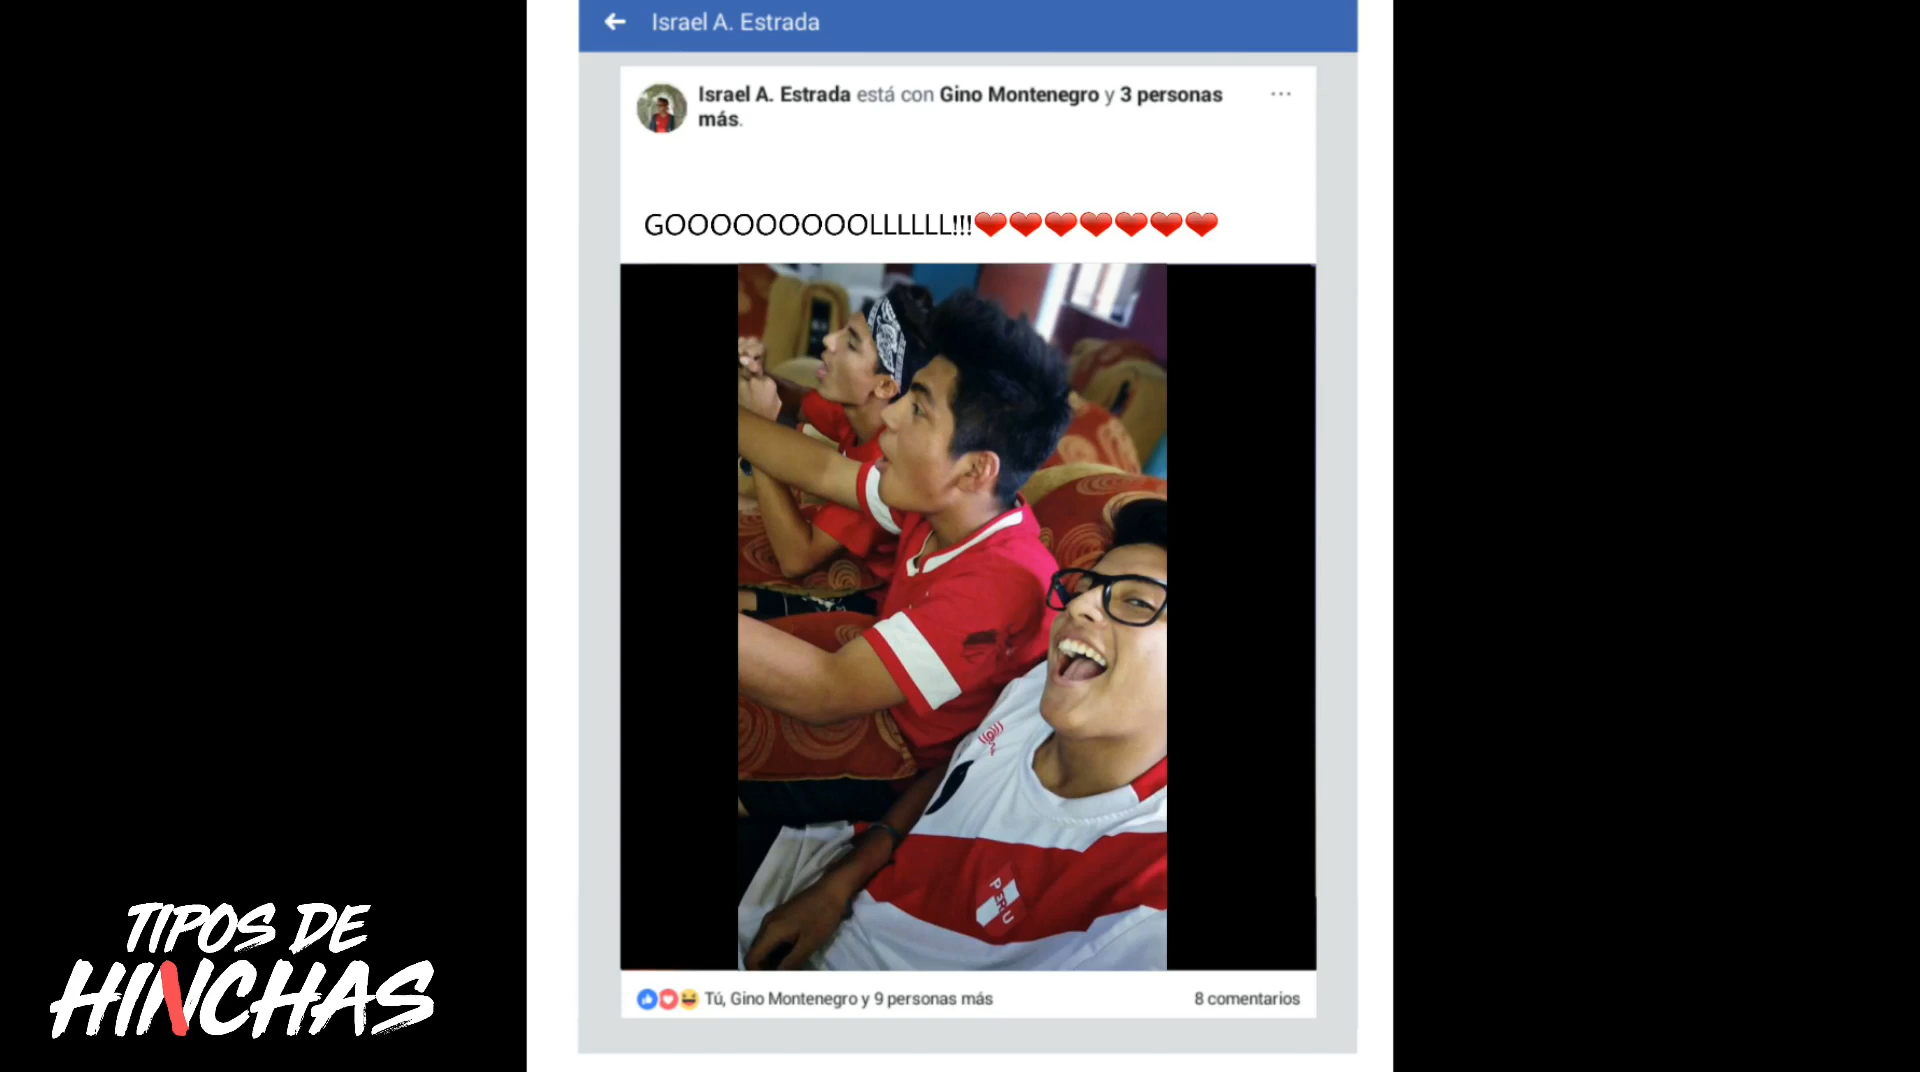 Israel A. Estrada
Israel A. Estrada está con Gino Montenegro y 3 personas
más.
GOOOOOOOOOLLLLLL!!!❤❤❤❤❤❤❤
PERU
Tú, Gino Montenegro y 9 personas más
8 comentarios
TIPOS DE
HINCHAS